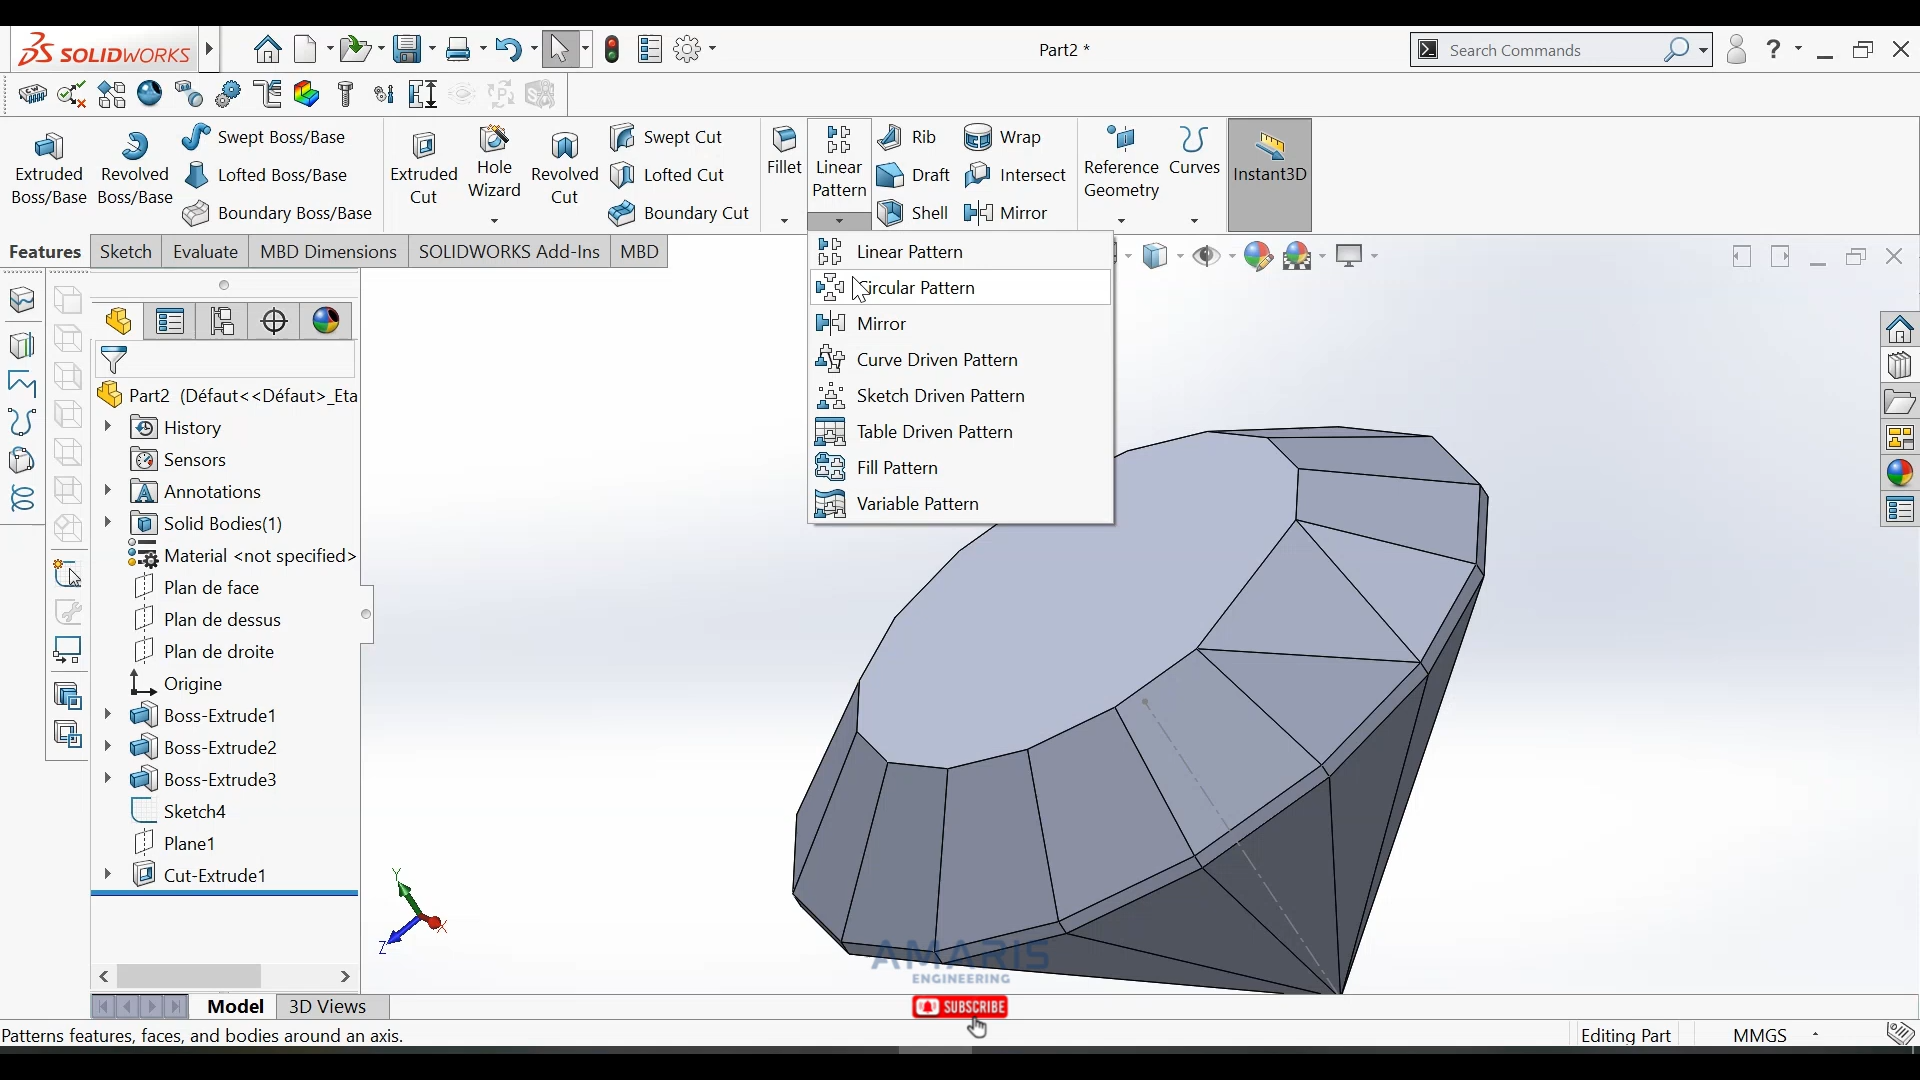 SOLIDWORKS
Part2 *
Search Commands
?
Extruded Boss/Base
Revolved Boss/Base
Swept Boss/Base
Lofted Boss/Base
Boundary Boss/Base
Extruded Cut
Hole Wizard
Revolved Cut
Swept Cut
Lofted Cut
Boundary Cut
Fillet
Linear Pattern
Rib
Draft
Shell
Wrap
Intersect
Mirror
Reference Geometry
Curves
Instant3D
Features
Sketch
Evaluate
MBD Dimensions
SOLIDWORKS Add-Ins
MBD
Linear Pattern
Circular Pattern
Mirror
Curve Driven Pattern
Sketch Driven Pattern
Table Driven Pattern
Fill Pattern
Variable Pattern
Part2 (Défaut<<Défaut>_Eta
History
Sensors
Annotations
Solid Bodies(1)
Material <not specified>
Plan de face
Plan de dessus
Plan de droite
Origine
Boss-Extrude1
Boss-Extrude2
Boss-Extrude3
Sketch4
Plane1
Cut-Extrude1
Y
X
Z
AMARIS
ENGINEERING
SUBSCRIBE
Model
3D Views
Patterns features, faces, and bodies around an axis.
Editing Part
MMGS